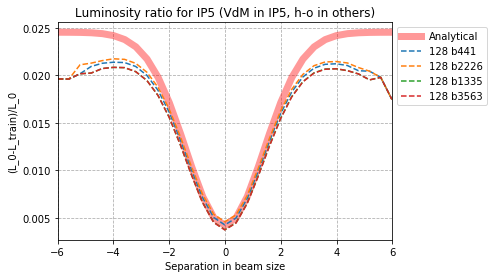 Luminosity ratio for IP5 (VdM in IP5, h-o in others)
(L_0-L_train)/L_0
0.025
0.020
0.015
0.010
0.005
−6
−4
−2
0
2
4
6
Separation in beam size
Analytical
128 b441
128 b2226
128 b1335
128 b3563